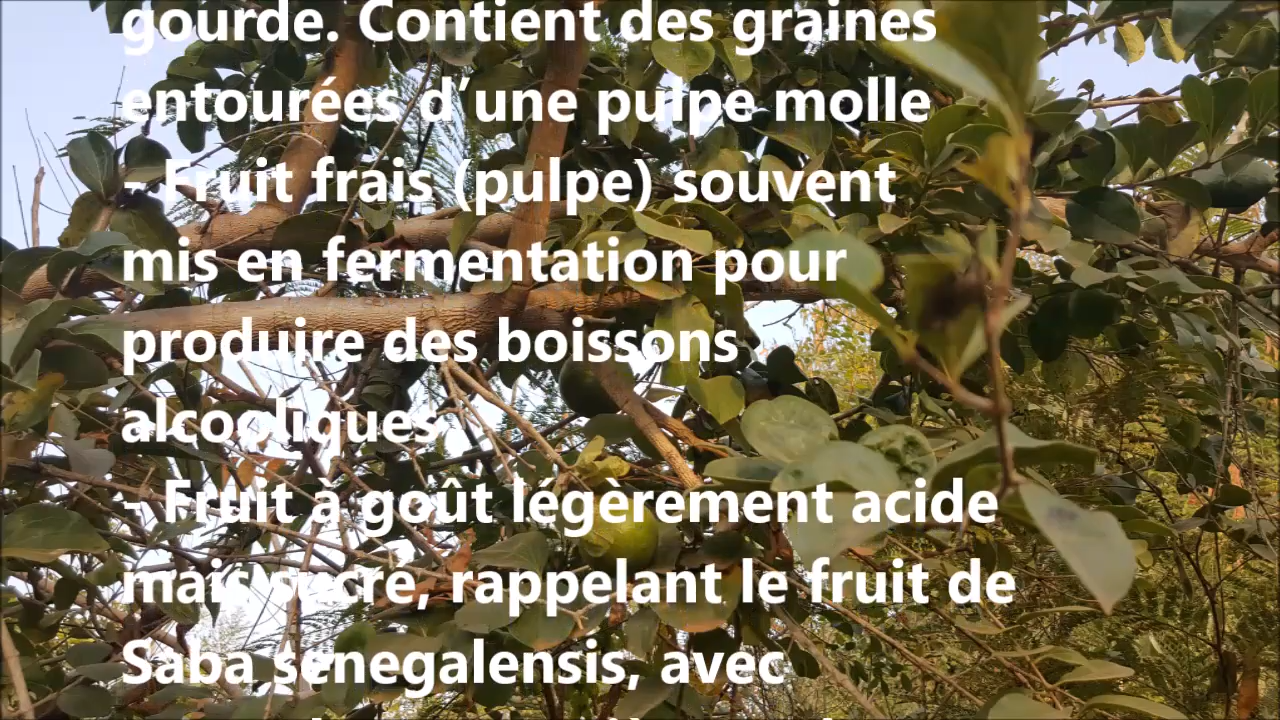 gourde. Contient des graines
entourées d’une pulpe molle
- Fruit frais (pulpe) souvent
mis en fermentation pour
produire des boissons
alcooliques
- Fruit à goût légèrement acide
mais sucré, rappelant le fruit de
Saba senegalensis, avec